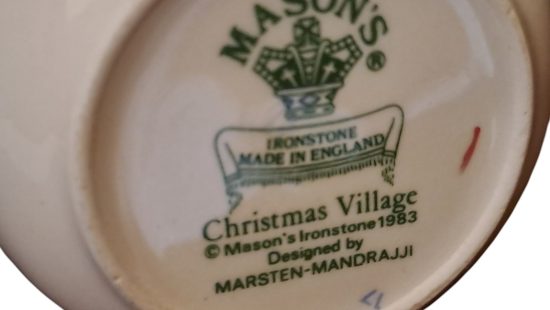 MASON'S®
IRONSTONE
MADE IN ENGLAND
Christmas Village
© Mason's Ironstone 1983
Designed by
MARSTEN-MANDRAJJI